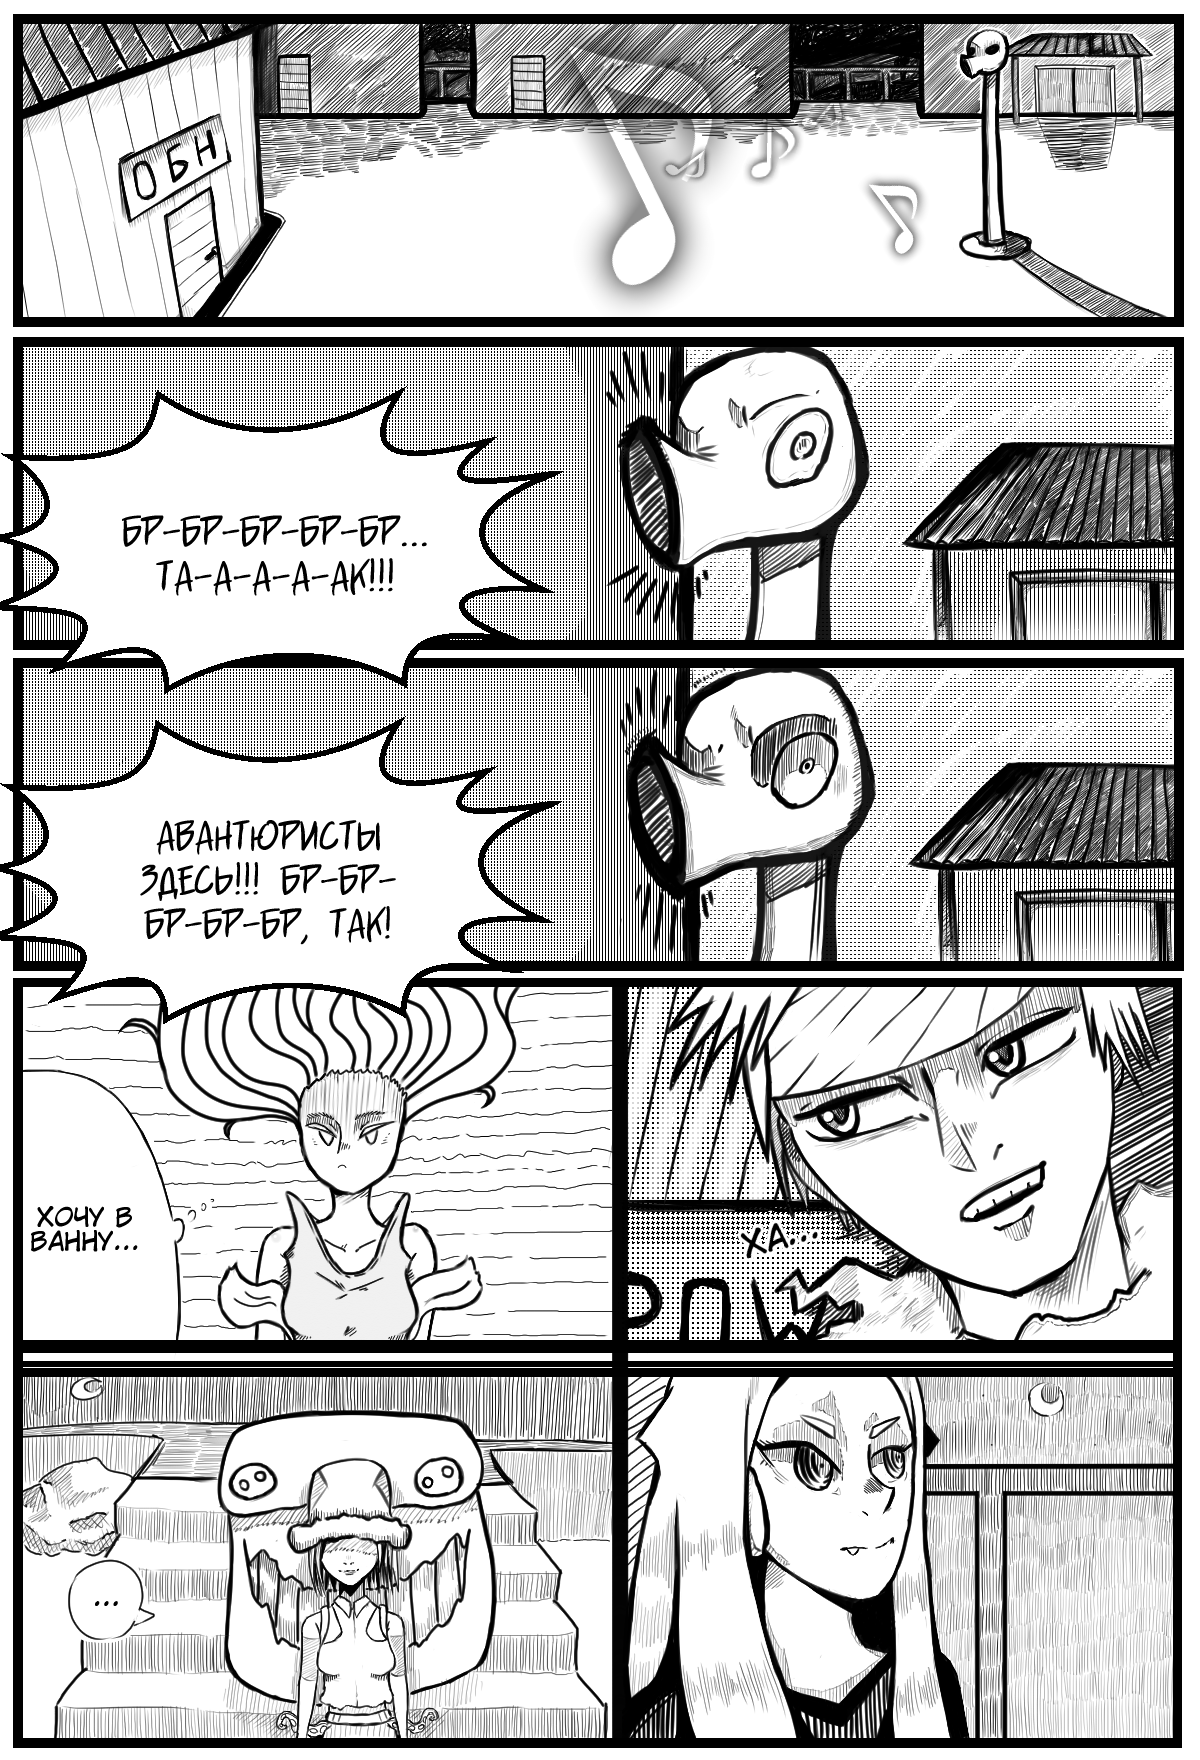 ОБН
БР-БР-БР-БР-БР...
ТА-А-А-А-АК!!!
АВАНТЮРИСТЫ
ЗДЕСЬ!!! БР-БР-
БР-БР-БР, ТАК!
ХОЧУ В
ВАННУ...
ХА...
...